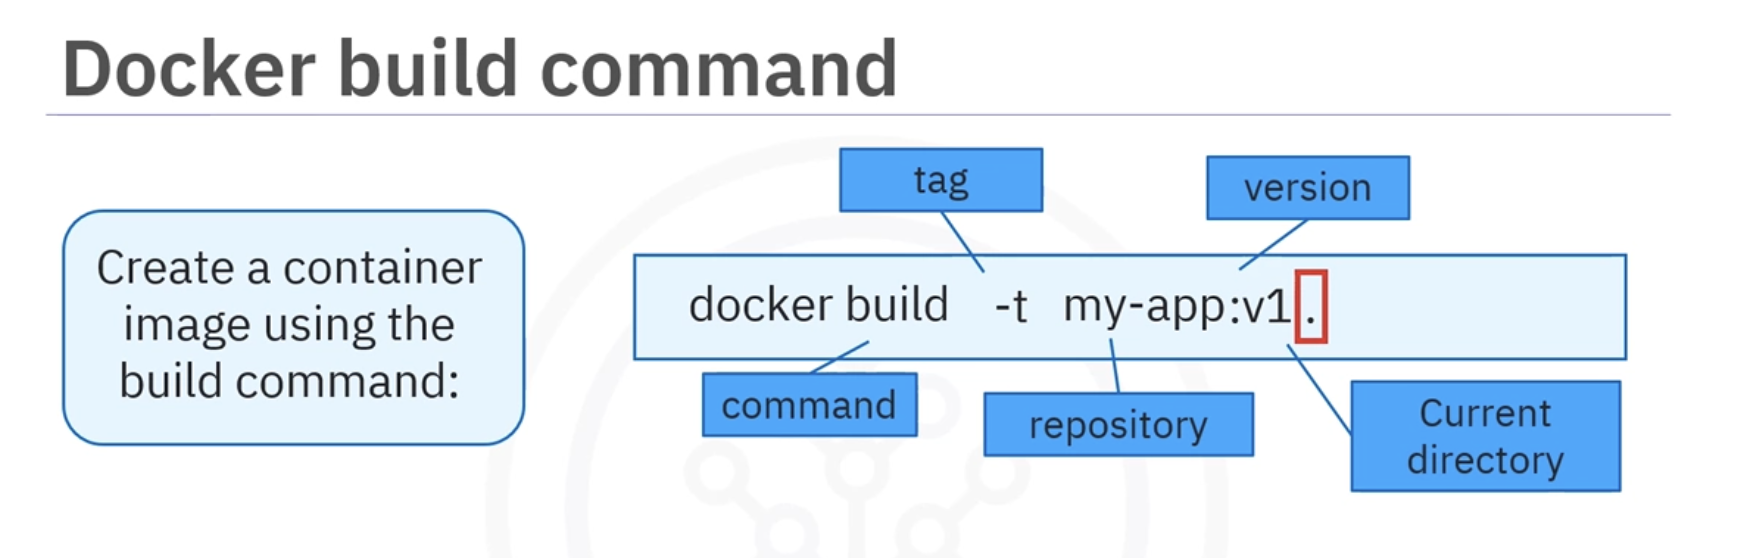 Docker build command
Create a container
image using the
build command:
tag
version
docker build -t my-app:v1 .
command
repository
Current
directory